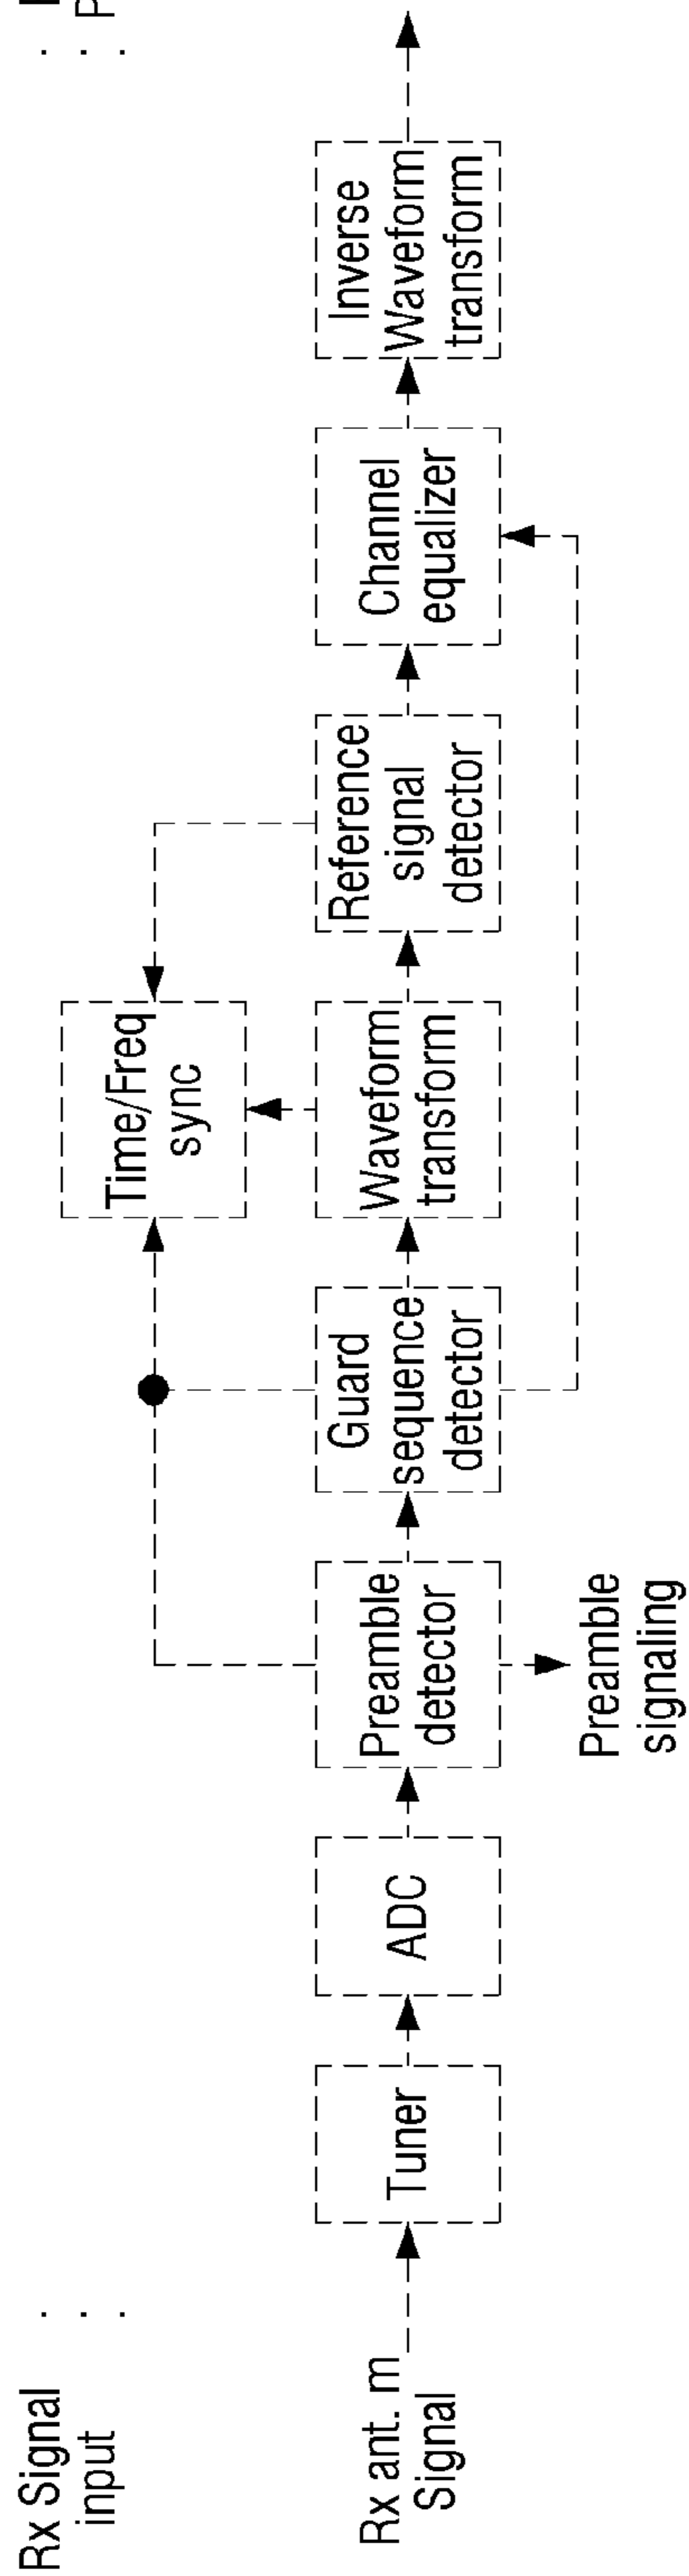 Rx Signal
input
Rx ant. m
Signal
Tuner
ADC
Preamble
detector
Preamble
signaling
Guard
sequence
detector
Time/Freq
sync
Waveform
transform
Reference
signal
detector
Channel
equalizer
Inverse
Waveform
transform